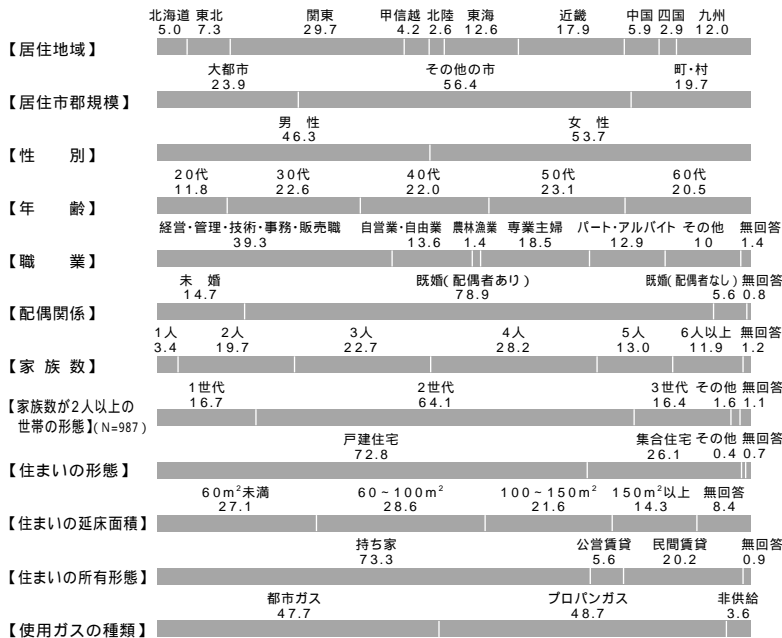 北海道 東北 関東 甲信越 北陸 東海 近畿 中国 四国 九州
5.0 7.3 29.7 4.2 2.6 12.6 17.9 5.9 2.9 12.0
【居住地域】
大都市 その他の市 町・村
23.9 56.4 19.7
【居住市郡規模】
男 性 女 性
46.3 53.7
【性 別】
20代 30代 40代 50代 60代
11.8 22.6 22.0 23.1 20.5
【年 齢】
経営・管理・技術・事務・販売職 自営業・自由業 農林漁業 専業主婦 パート・アルバイト その他 無回答
39.3 13.6 1.4 18.5 12.9 10 1.4
【職 業】
未 婚 既婚(配偶者あり) 既婚(配偶者なし) 無回答
14.7 78.9 5.6 0.8
【配偶関係】
1人 2人 3人 4人 5人 6人以上 無回答
3.4 19.7 22.7 28.2 13.0 11.9 1.2
【家 族 数】
1世代 2世代 3世代 その他 無回答
16.7 64.1 16.4 1.6 1.1
【家族数が2人以上の
世帯の形態】(N=987)
戸建住宅 集合住宅 その他 無回答
72.8 26.1 0.4 0.7
【住まいの形態】
60m²未満 60~100m² 100~150m² 150m²以上 無回答
27.1 28.6 21.6 14.3 8.4
【住まいの延床面積】
持ち家 公営賃貸 民間賃貸 無回答
73.3 5.6 20.2 0.9
【住まいの所有形態】
都市ガス プロパンガス 非供給
47.7 48.7 3.6
【使用ガスの種類】